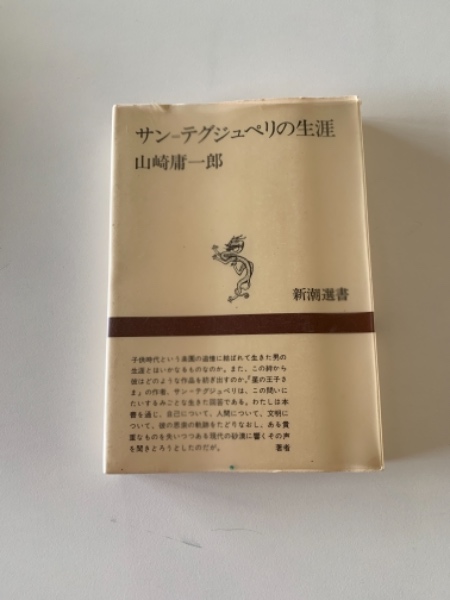 サン=テグジュペリの生涯
山崎庸一郎
新潮選書
子供時代という楽園の追憶に結ばれて生きた男の
生涯とはいかなるものなのか。また、この絆から
彼はどのような作品を紡ぎ出すのか。『星の王子さ
ま』の作者、サン=テグジュペリは、この問いに
たいするみごとな生きた回答である。わたしは本
書を通じ、自己について、人間について、文明に
ついて、彼の思索の軌跡をたどりなおし、ある貴
重なものを失いつつある現代の砂漠に響くその声
を聞きとろうとしたのだが。
著者